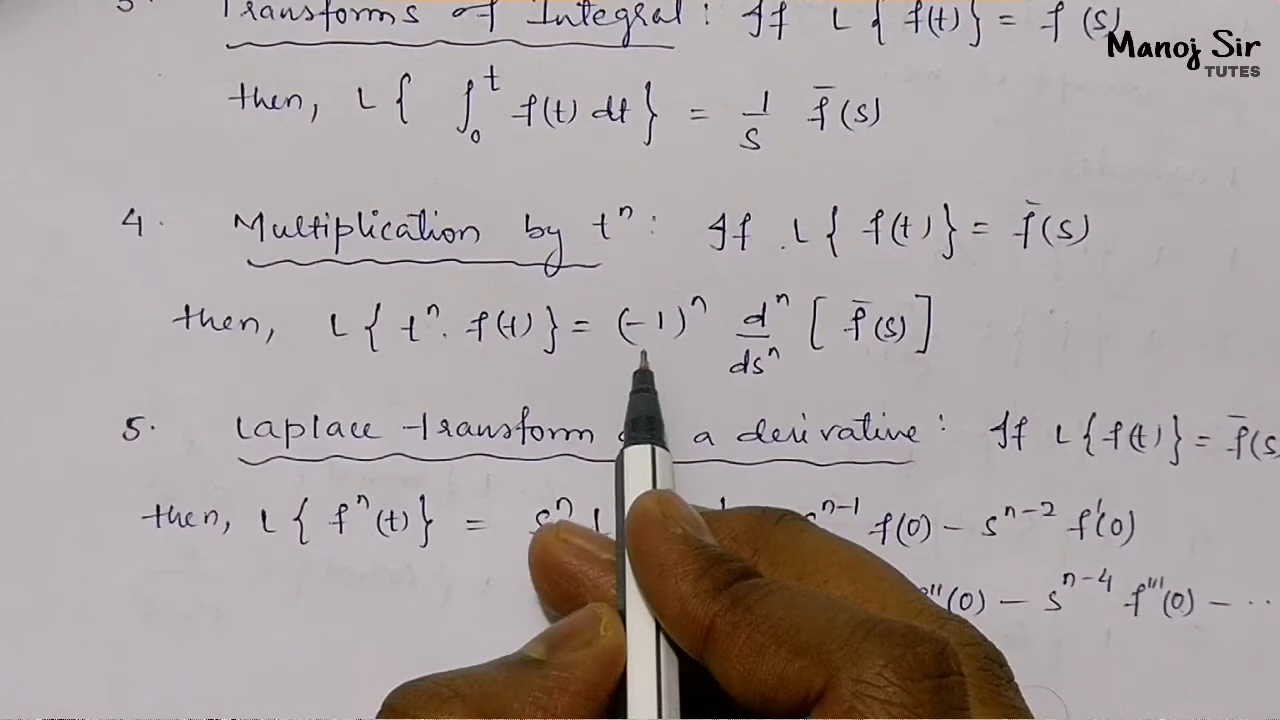 Transforms of Integral : If L{ f(t)} = f̄(s)
Manoj Sir
TUTES
then, L{ ∫₀ᵗ f(t) dt} = 1/s f̄(s)
4. Multiplication by tⁿ : If L{ f(t)} = f̄(s)
then, L{ tⁿ. f(t)} = (-1)ⁿ dⁿ/dsⁿ [ f̄(s)]
5. Laplace transform a derivative : If L{f(t)} = f̄(s
then, L{ fⁿ(t)} = sⁿ L sⁿ⁻¹ f(0) - sⁿ⁻² f'(0)
''(0) - sⁿ⁻⁴ f'''(0) - ...